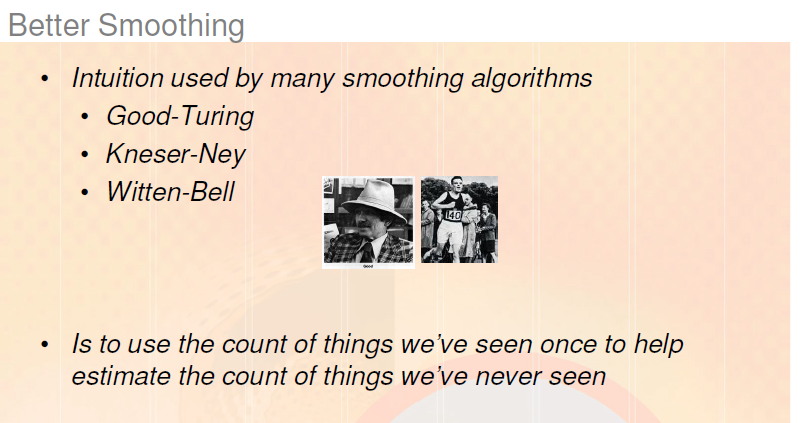 Better Smoothing
• Intuition used by many smoothing algorithms
• Good-Turing
• Kneser-Ney
• Witten-Bell
140
Good
• Is to use the count of things we’ve seen once to help
estimate the count of things we’ve never seen